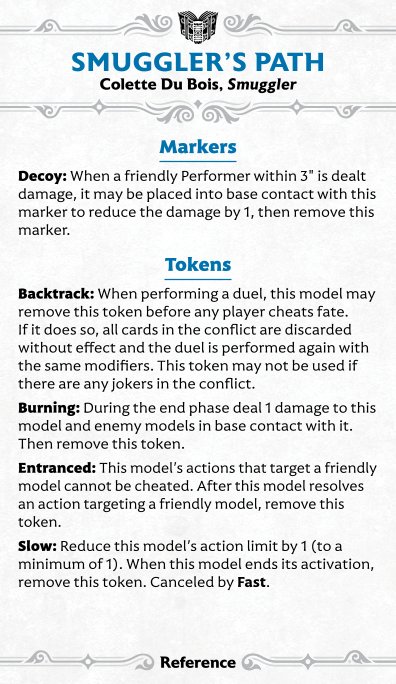 SMUGGLER'S PATH
Colette Du Bois, Smuggler
Markers
Decoy: When a friendly Performer within 3" is dealt
damage, it may be placed into base contact with this
marker to reduce the damage by 1, then remove this
marker.
Tokens
Backtrack: When performing a duel, this model may
remove this token before any player cheats fate.
If it does so, all cards in the conflict are discarded
without effect and the duel is performed again with
the same modifiers. This token may not be used if
there are any jokers in the conflict.
Burning: During the end phase deal 1 damage to this
model and enemy models in base contact with it.
Then remove this token.
Entranced: This model's actions that target a friendly
model cannot be cheated. After this model resolves
an action targeting a friendly model, remove this
token.
Slow: Reduce this model's action limit by 1 (to a
minimum of 1). When this model ends its activation,
remove this token. Canceled by Fast.
Reference